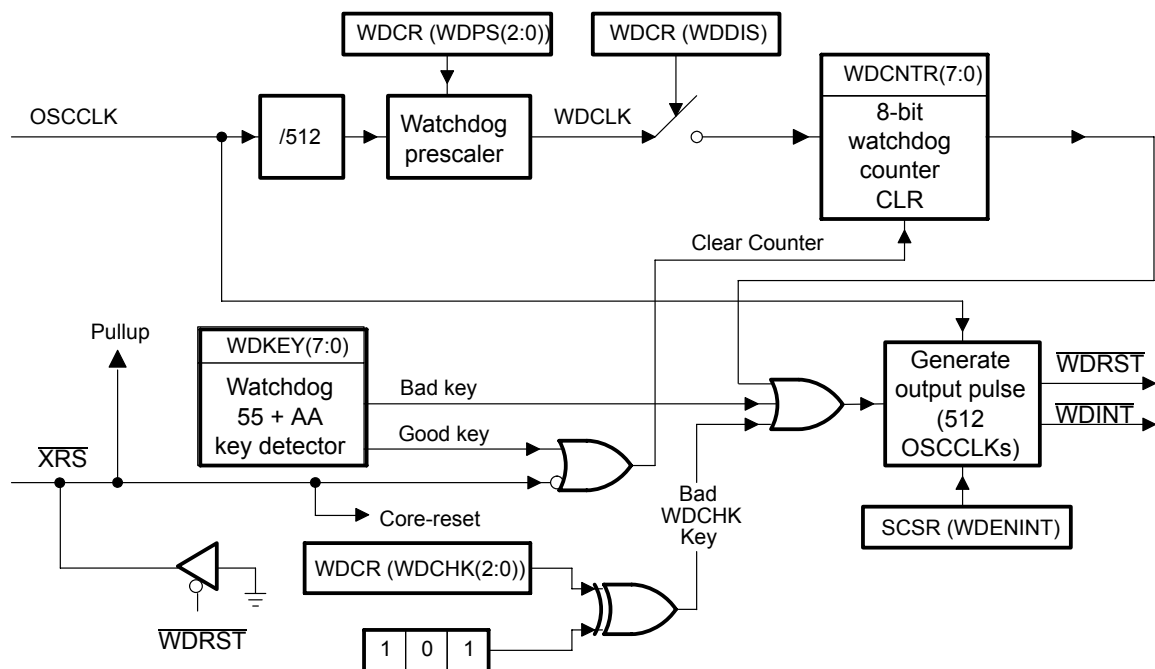 WDCR (WDPS(2:0))
WDCR (WDDIS)
WDCNTR(7:0)
OSCCLK
/512
Watchdog
prescaler
WDCLK
8-bit
watchdog
counter
CLR
Clear Counter
Pullup
WDKEY(7:0)
Watchdog
55 + AA
key detector
Bad key
Good key
Generate
output pulse
(512
OSCCLKs)
WDRST
WDINT
XRS
Core-reset
Bad
WDCHK
Key
SCSR (WDENINT)
WDCR (WDCHK(2:0))
WDRST
1 0 1